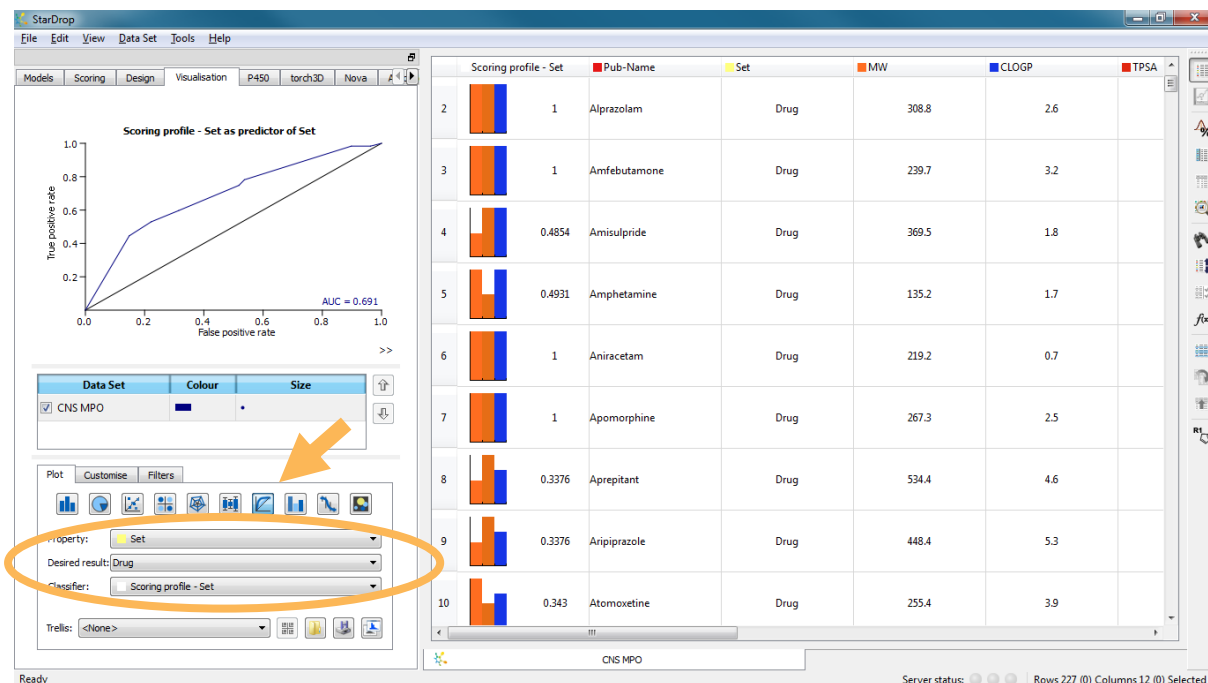 StarDrop
File Edit View Data Set Tools Help
Models Scoring Design Visualisation P450 torch3D Nova
Scoring profile - Set as predictor of Set
1.0
0.8
0.6
0.4
0.2
True positive rate
AUC = 0.691
0.0 0.2 0.4 0.6 0.8 1.0
False positive rate
>>
Data Set Colour Size
CNS MPO
Plot Customise Filters
Property: Set
Desired result: Drug
Classifier: Scoring profile - Set
Trellis: <None>
Scoring profile - Set Pub-Name Set MW CLOGP TPSA
2 1 Alprazolam Drug 308.8 2.6
3 1 Amfebutamone Drug 239.7 3.2
4 0.4854 Amisulpride Drug 369.5 1.8
5 0.4931 Amphetamine Drug 135.2 1.7
6 1 Aniracetam Drug 219.2 0.7
7 1 Apomorphine Drug 267.3 2.5
8 0.3376 Aprepitant Drug 534.4 4.6
9 0.3376 Aripiprazole Drug 448.4 5.3
10 0.343 Atomoxetine Drug 255.4 3.9
CNS MPO
Ready
Server status: Rows 227 (0) Columns 12 (0) Selected